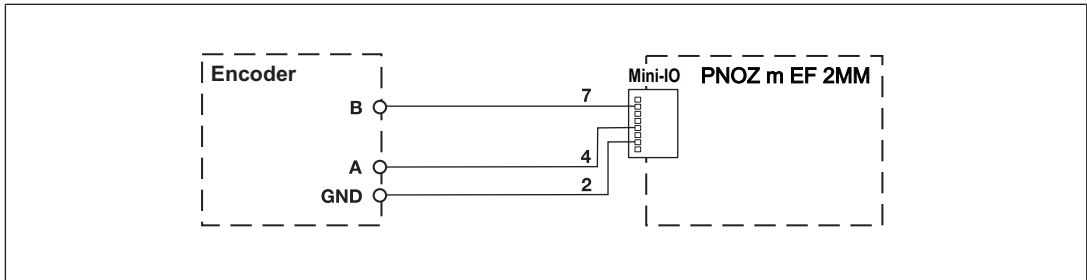 Encoder
Mini-IO PNOZ m EF 2MM
B 7
A 4
GND 2